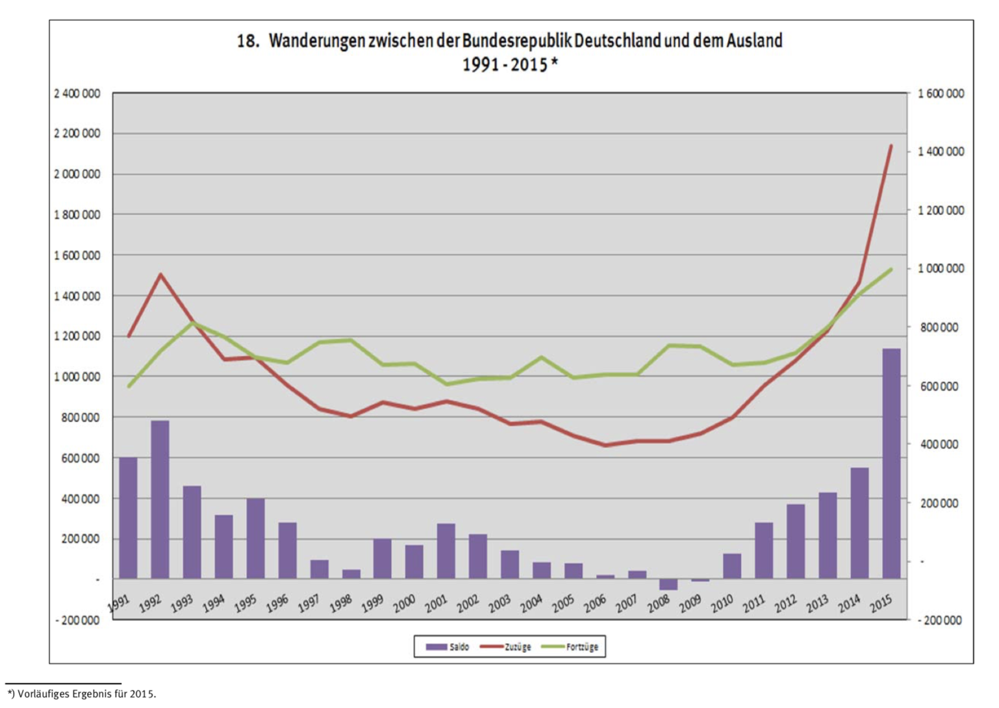 18. Wanderungen zwischen der Bundesrepublik Deutschland und dem Ausland
1991 - 2015 *
2 400 000
2 200 000
2 000 000
1 800 000
1 600 000
1 400 000
1 200 000
1 000 000
800 000
600 000
400 000
200 000
-
- 200 000
1 600 000
1 400 000
1 200 000
1 000 000
800 000
600 000
400 000
200 000
-
- 200 000
1991 1992 1993 1994 1995 1996 1997 1998 1999 2000 2001 2002 2003 2004 2005 2006 2007 2008 2009 2010 2011 2012 2013 2014 2015
Saldo Zuzüge Fortzüge
*) Vorläufiges Ergebnis für 2015.